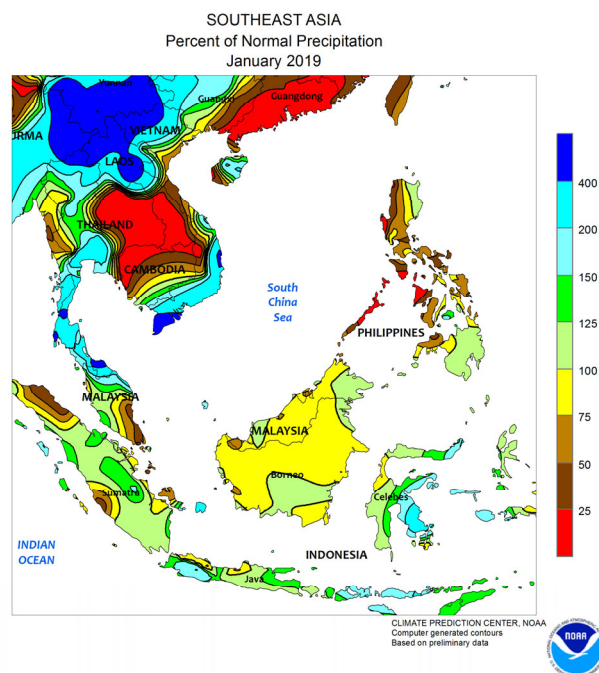 SOUTHEAST ASIA
Percent of Normal Precipitation
January 2019
Yunnan
Guangxi
Guangdong
URMA
VIETNAM
LAOS
THAILAND
CAMBODIA
South
China
Sea
PHILIPPINES
MALAYSIA
MALAYSIA
Borneo
Sumatra
Celebes
INDIAN
OCEAN
INDONESIA
Java
400
200
150
125
100
75
50
25
CLIMATE PREDICTION CENTER, NOAA
Computer generated contours
Based on preliminary data
NOAA